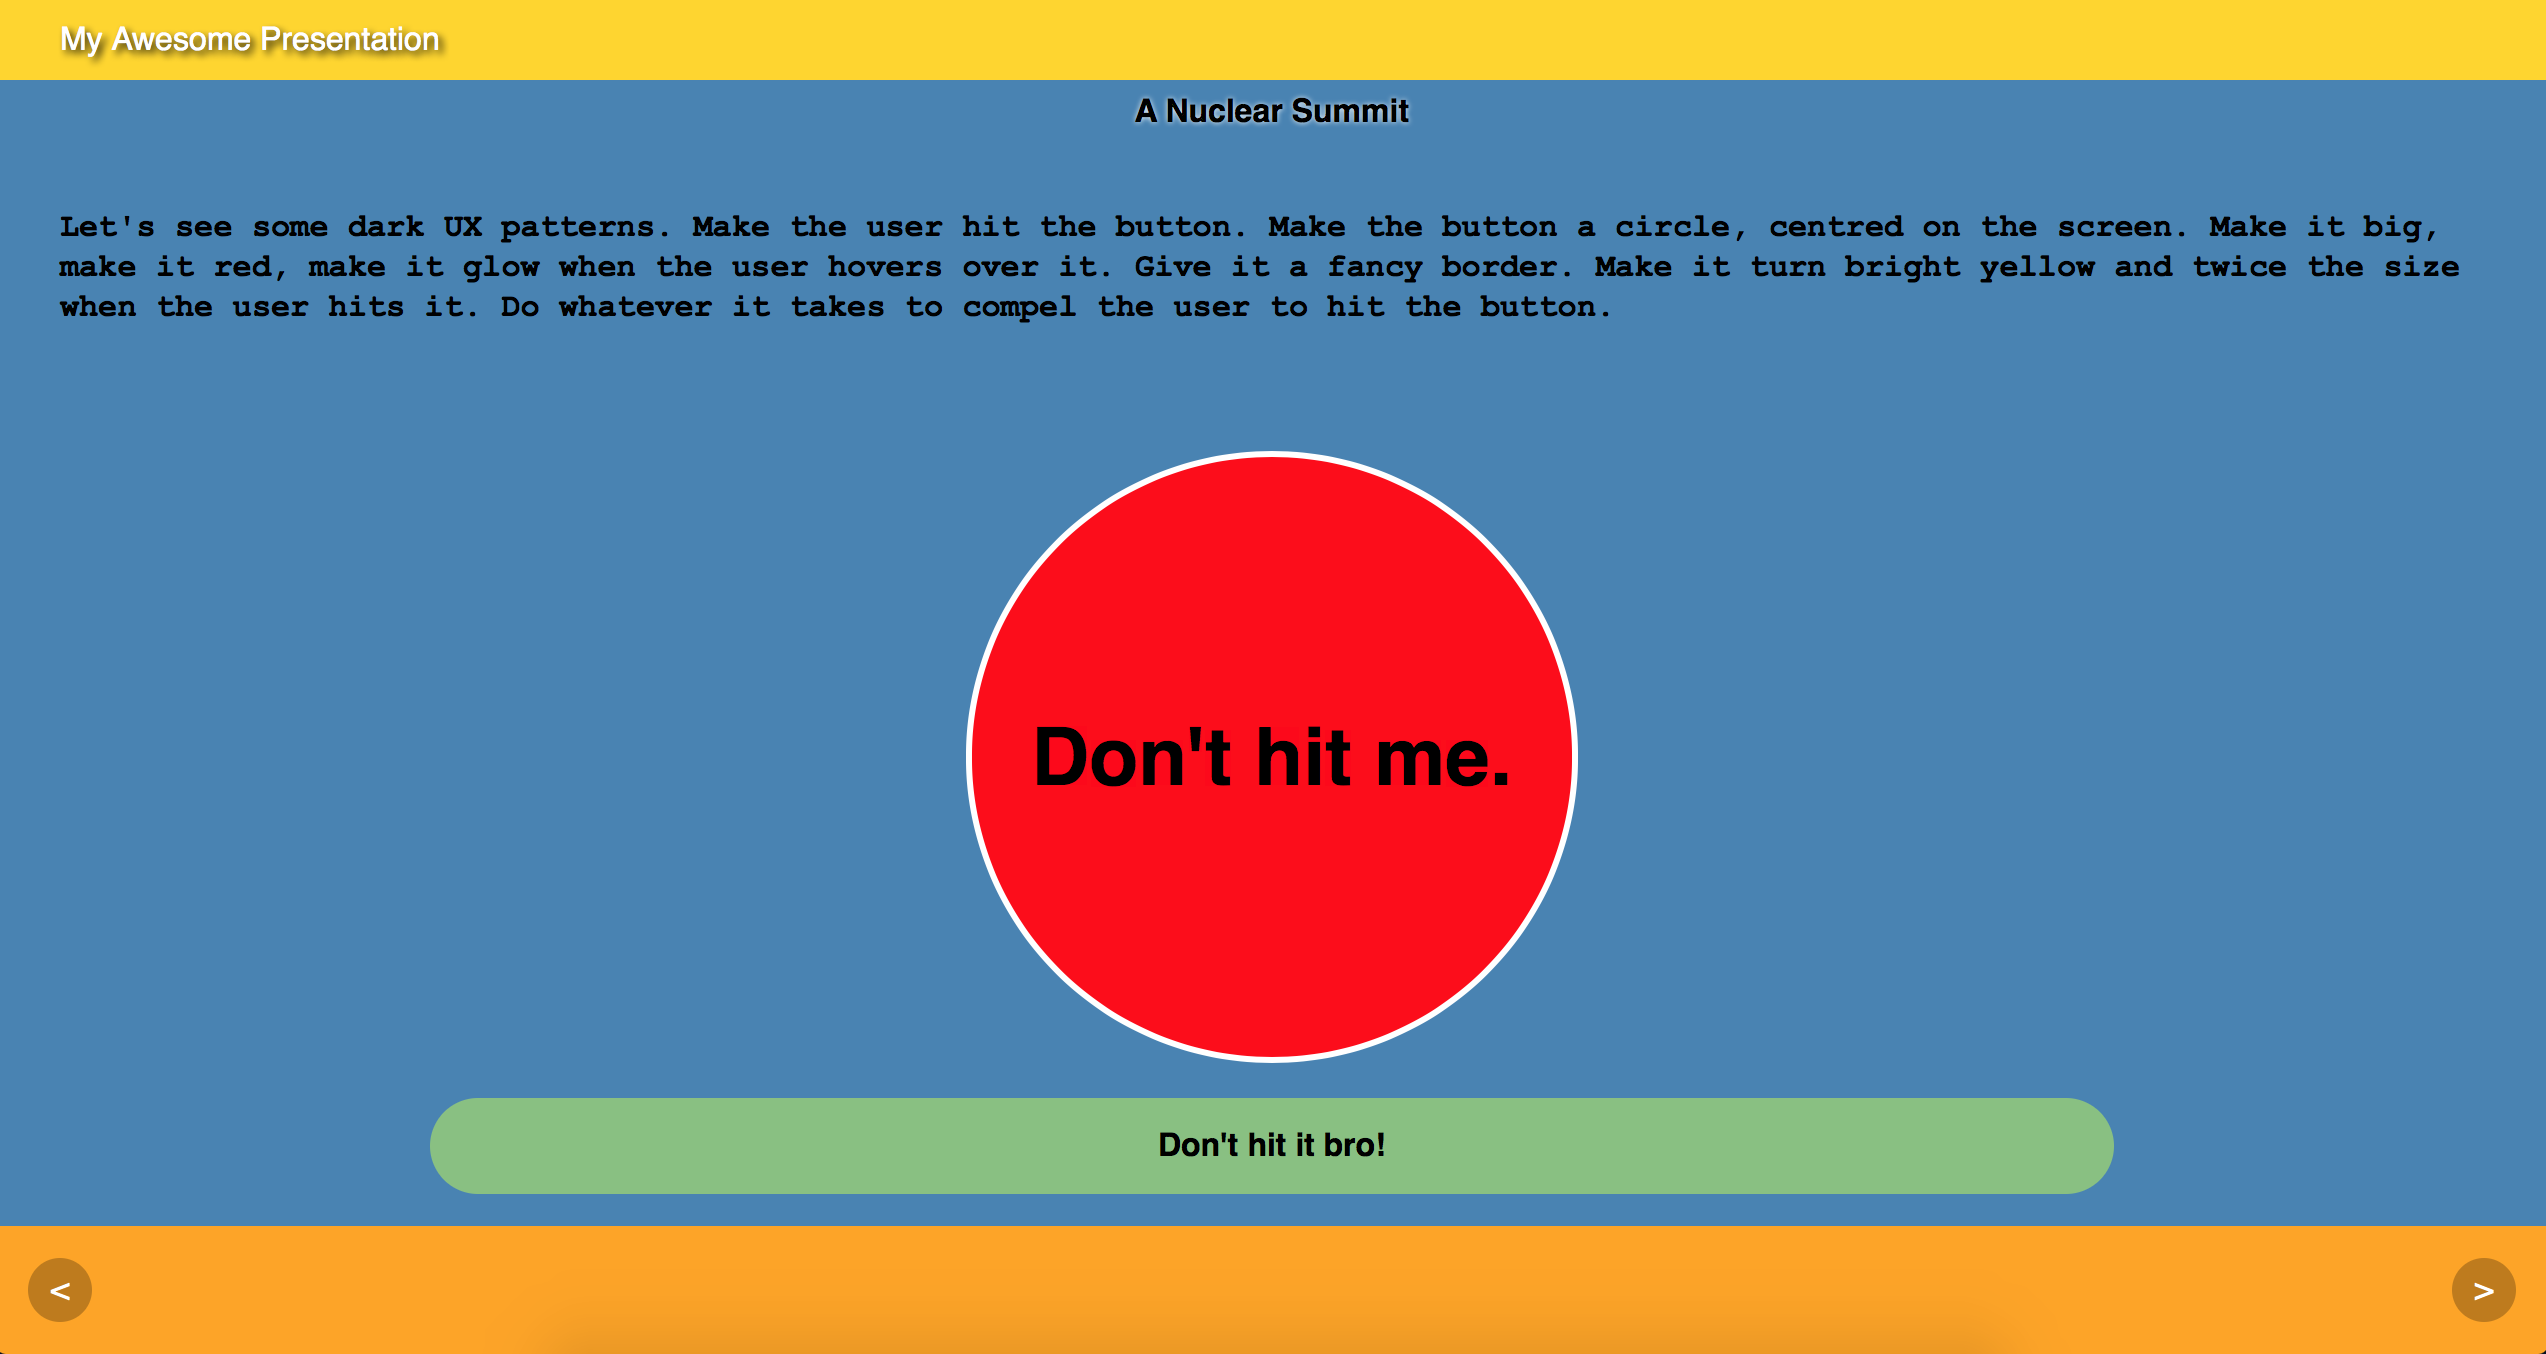 My Awesome Presentation
A Nuclear Summit
Let's see some dark UX patterns. Make the user hit the button. Make the button a circle, centred on the screen. Make it big,
make it red, make it glow when the user hovers over it. Give it a fancy border. Make it turn bright yellow and twice the size
when the user hits it. Do whatever it takes to compel the user to hit the button.
Don't hit me.
Don't hit it bro!
< >